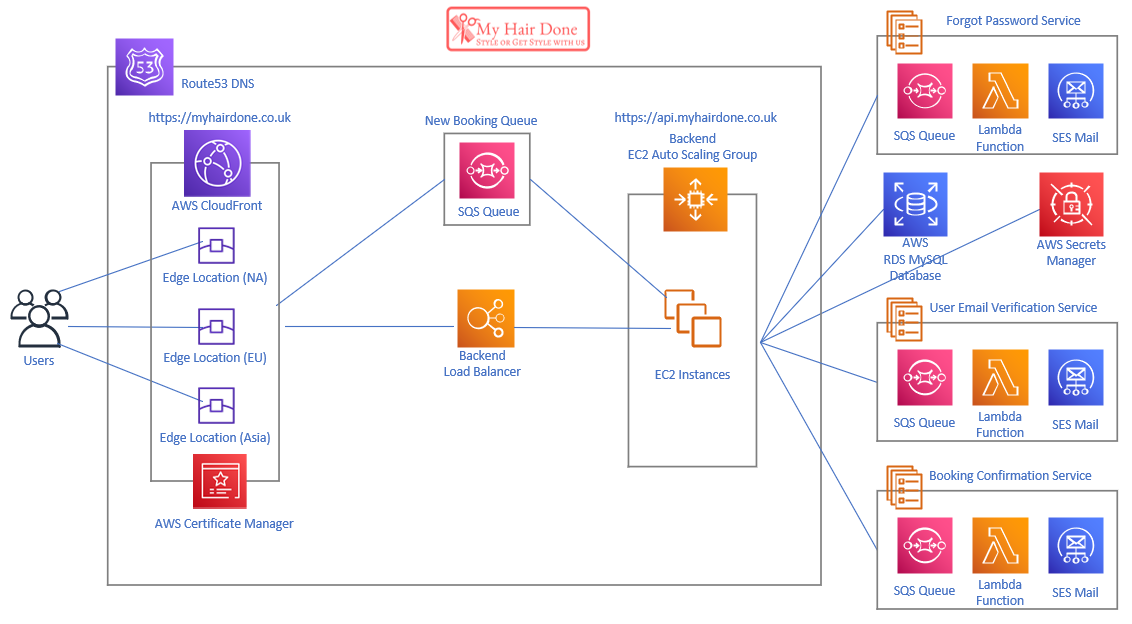 My Hair Done
Style or Get Style with us
53
Route53 DNS
https://myhairdone.co.uk
AWS CloudFront
Edge Location (NA)
Edge Location (EU)
Edge Location (Asia)
AWS Certificate Manager
Users
New Booking Queue
SQS Queue
Backend
Load Balancer
https://api.myhairdone.co.uk
Backend
EC2 Auto Scaling Group
EC2 Instances
Forgot Password Service
SQS Queue
Lambda
Function
SES Mail
AWS
RDS MySQL
Database
AWS Secrets
Manager
User Email Verification Service
SQS Queue
Lambda
Function
SES Mail
Booking Confirmation Service
SQS Queue
Lambda
Function
SES Mail